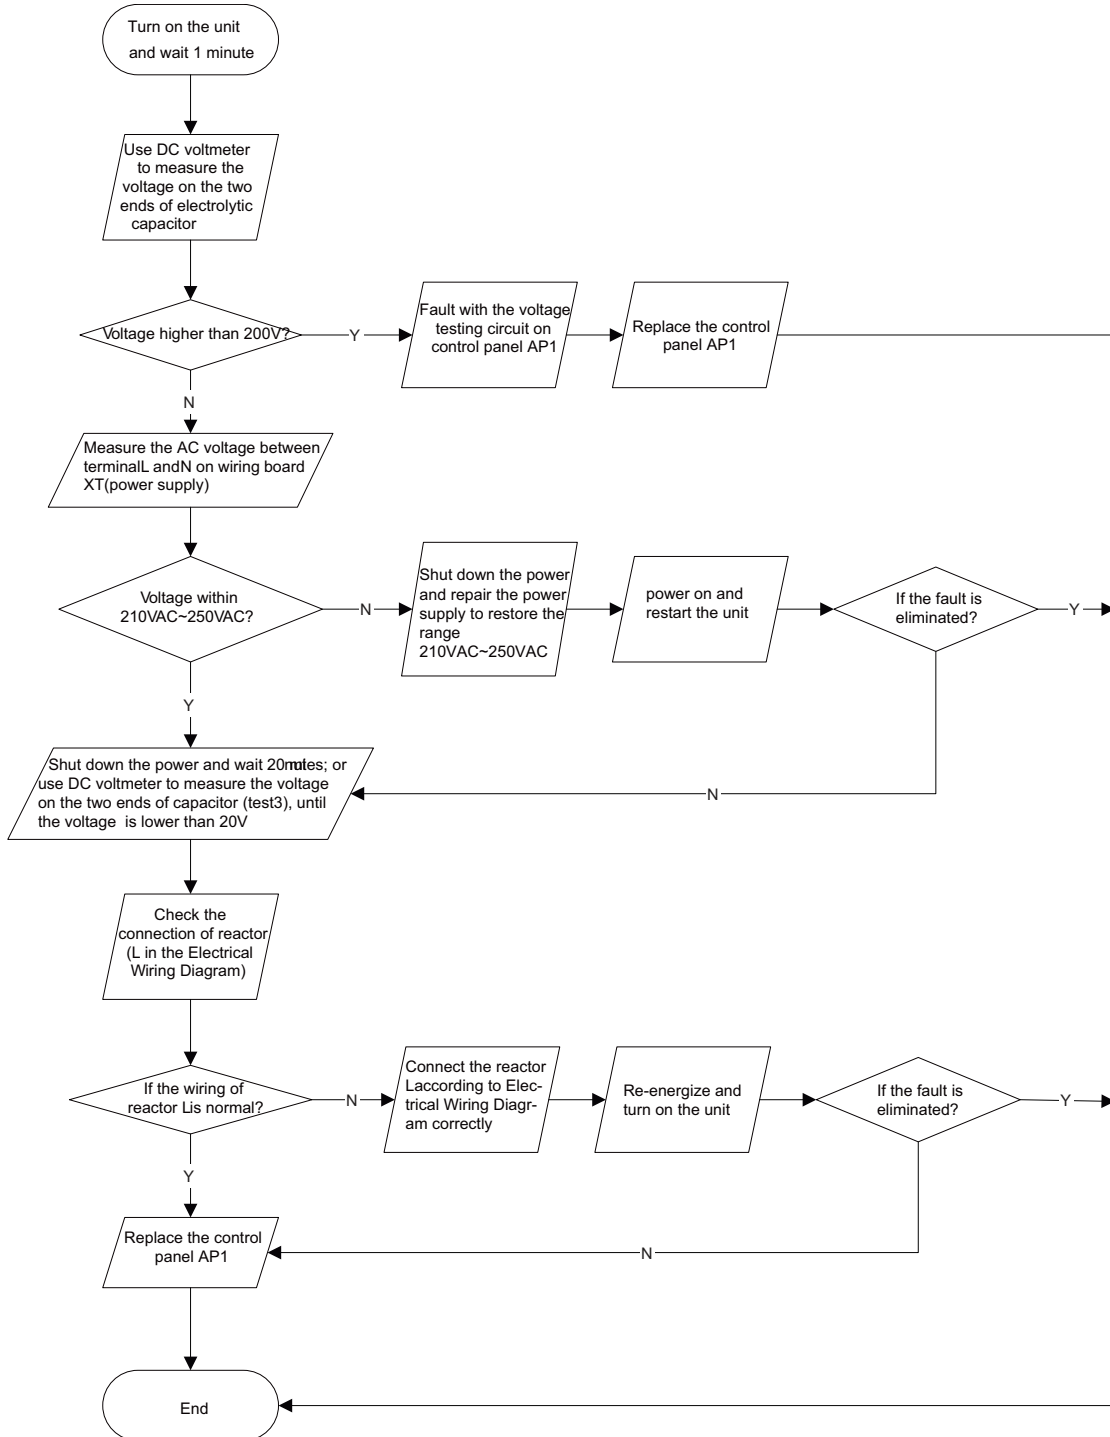 Turn on the unit
and wait 1 minute
Use DC voltmeter
to measure the
voltage on the two
ends of electrolytic
capacitor
Voltage higher than 200V?
Y
Fault with the voltage
testing circuit on
control panel AP1
Replace the control
panel AP1
N
Measure the AC voltage between
terminalL andN on wiring board
XT(power supply)
Voltage within
210VAC~250VAC?
N
Shut down the power
and repair the power
supply to restore the
range
210VAC~250VAC
power on and
restart the unit
If the fault is
eliminated?
Y
Y
N
Shut down the power and wait 20 ; or
use DC voltmeter to measure the voltage
on the two ends of capacitor (test3), until
the voltage is lower than 20V
Check the
connection of reactor
(L in the Electrical
Wiring Diagram)
If the wiring of
reactor Lis normal?
N
Connect the reactor
Laccording to Elec-
trical Wiring Diagr-
am correctly
Re-energize and
turn on the unit
If the fault is
eliminated?
Y
Y
N
Replace the control
panel AP1
End